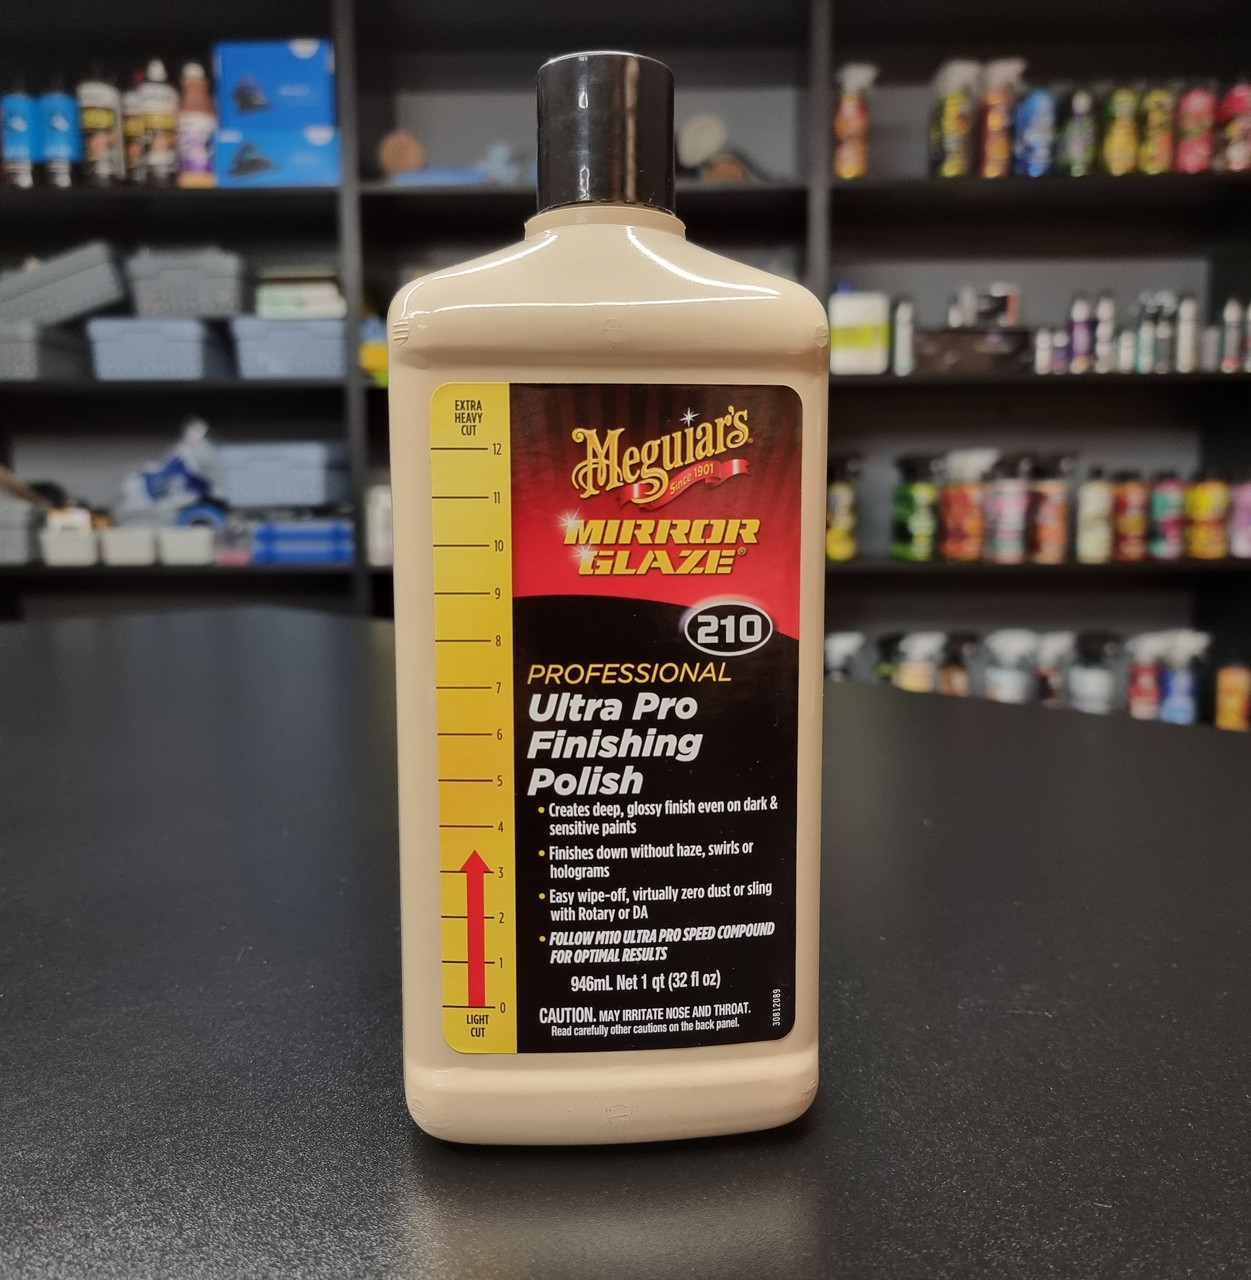 EXTRA
HEAVY
CUT
12
11
10
9
8
7
6
5
4
3
2
1
0
LIGHT
CUT
Meguiar's
Since 1901
MIRROR
GLAZE®
210
PROFESSIONAL
Ultra Pro
Finishing
Polish
• Creates deep, glossy finish even on dark &
sensitive paints
• Finishes down without haze, swirls or
holograms
• Easy wipe-off, virtually zero dust or sling
with Rotary or DA
• FOLLOW M110 ULTRA PRO SPEED COMPOUND
FOR OPTIMAL RESULTS
946mL Net 1 qt (32 fl oz)
CAUTION. MAY IRRITATE NOSE AND THROAT.
Read carefully other cautions on the back panel.
30812089